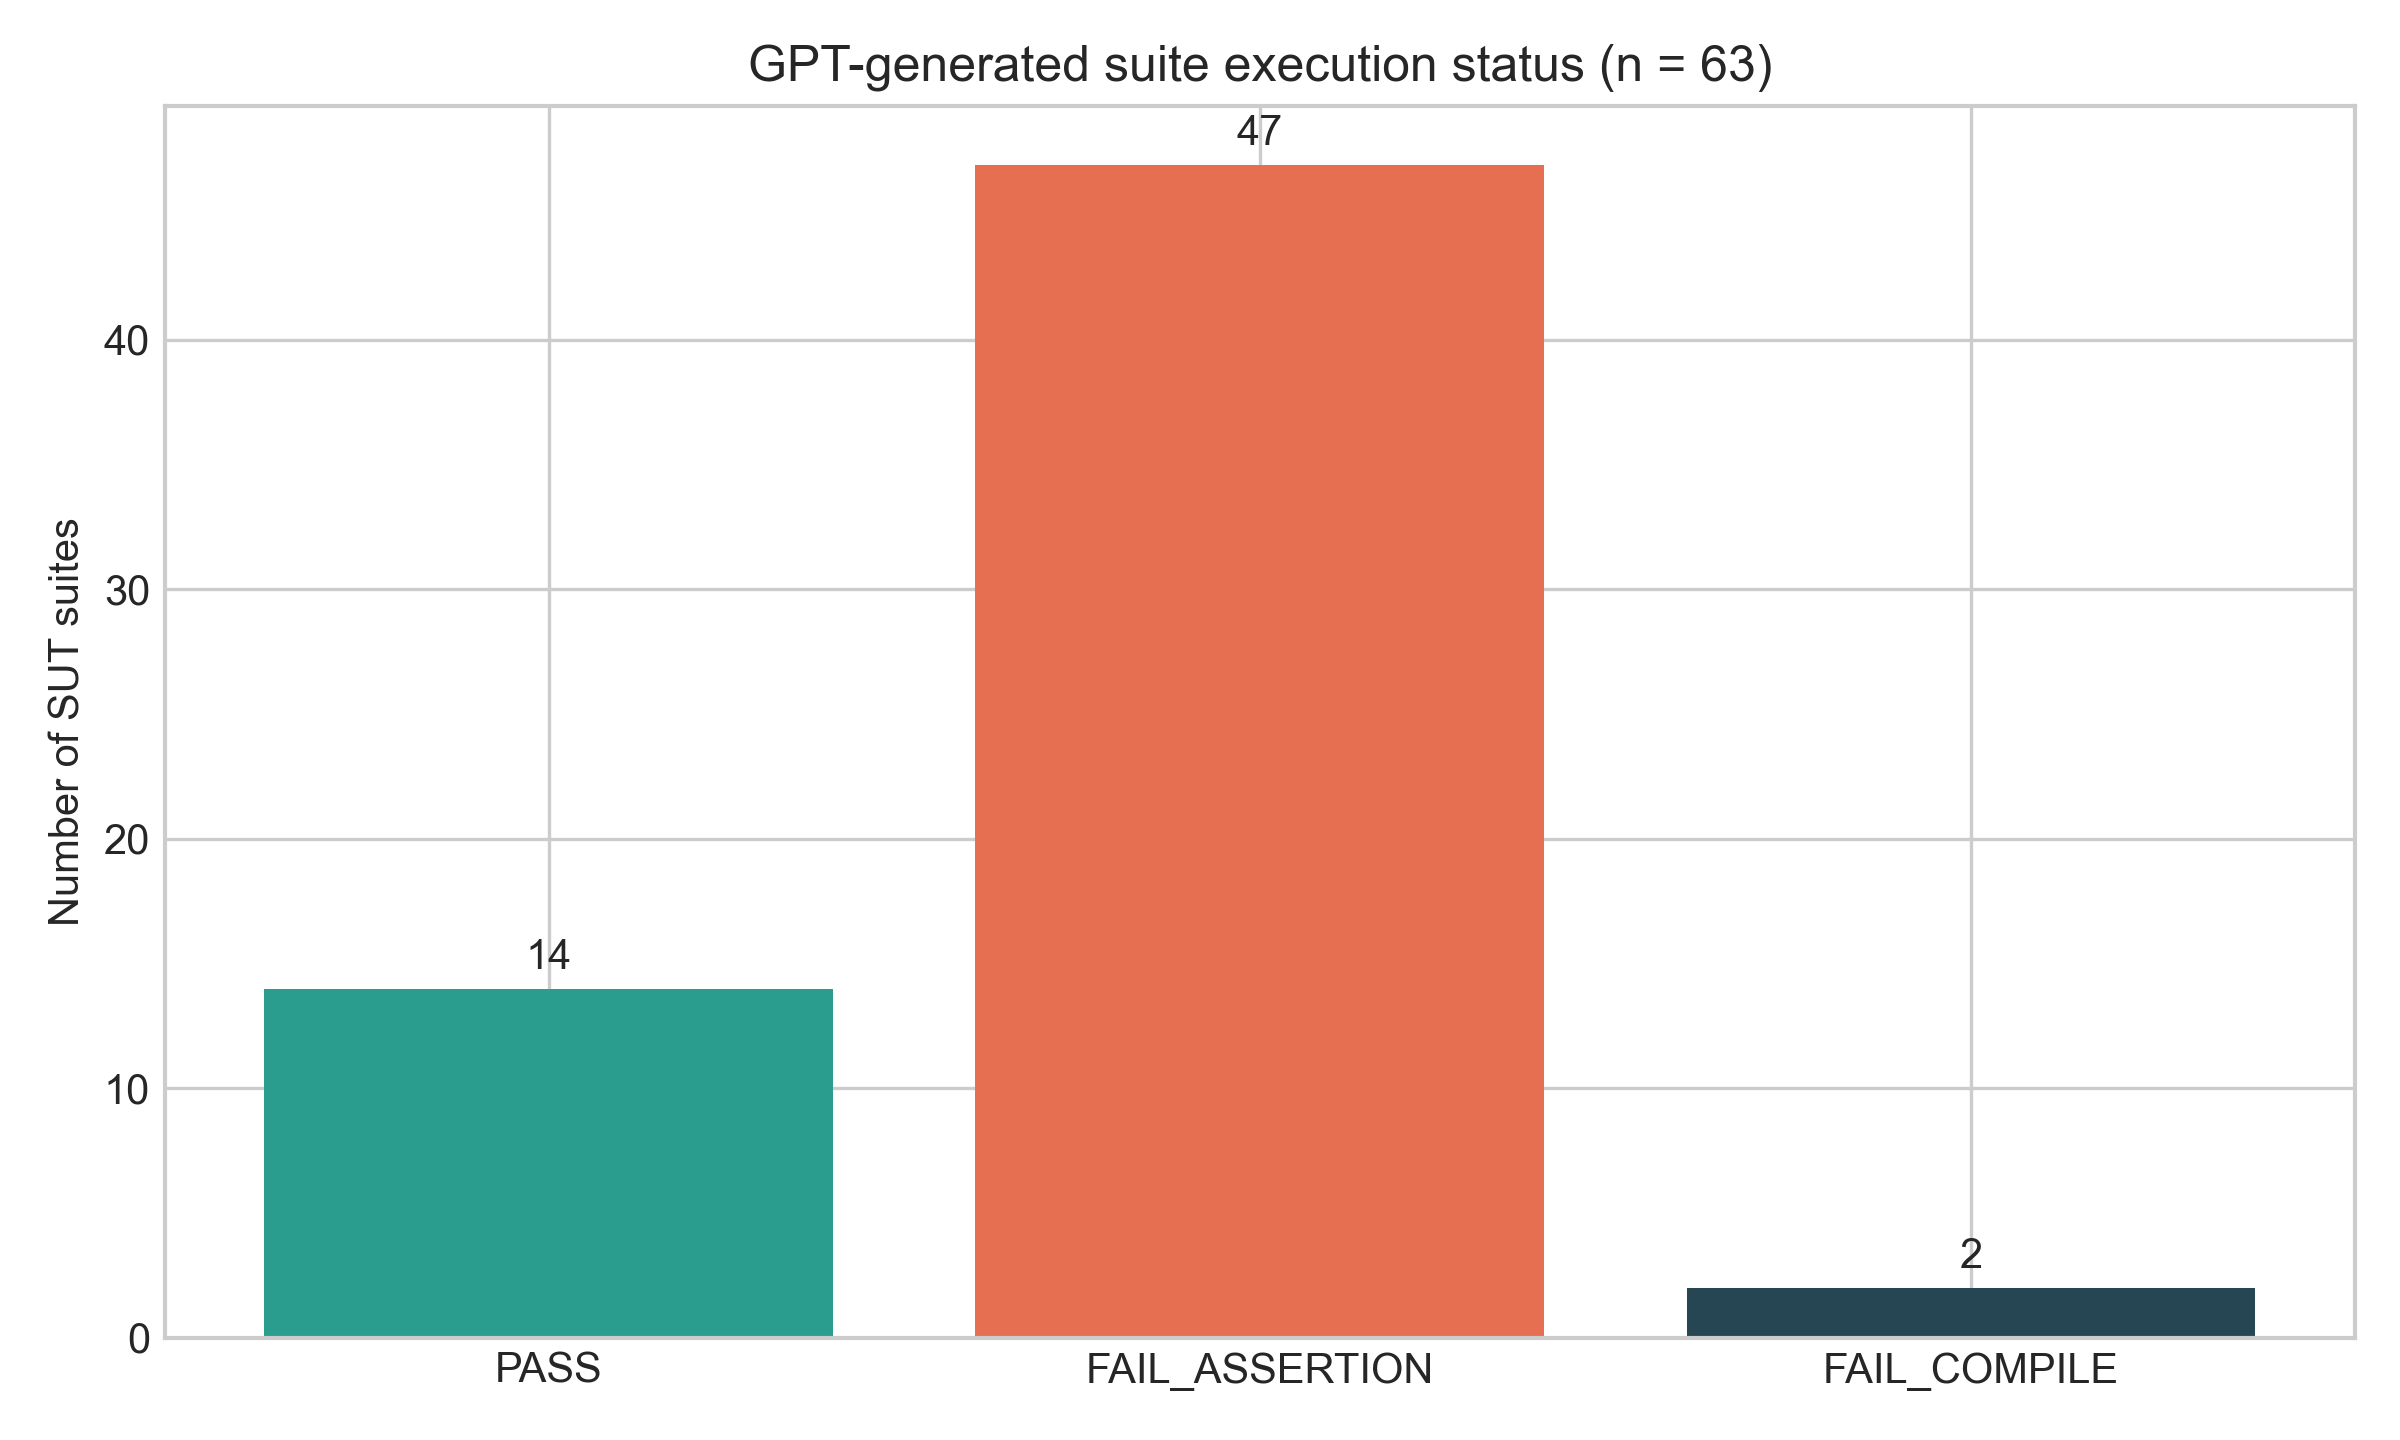 GPT-generated suite execution status (n = 63)
Number of SUT suites
40
30
20
10
0
14
47
2
PASS
FAIL_ASSERTION
FAIL_COMPILE